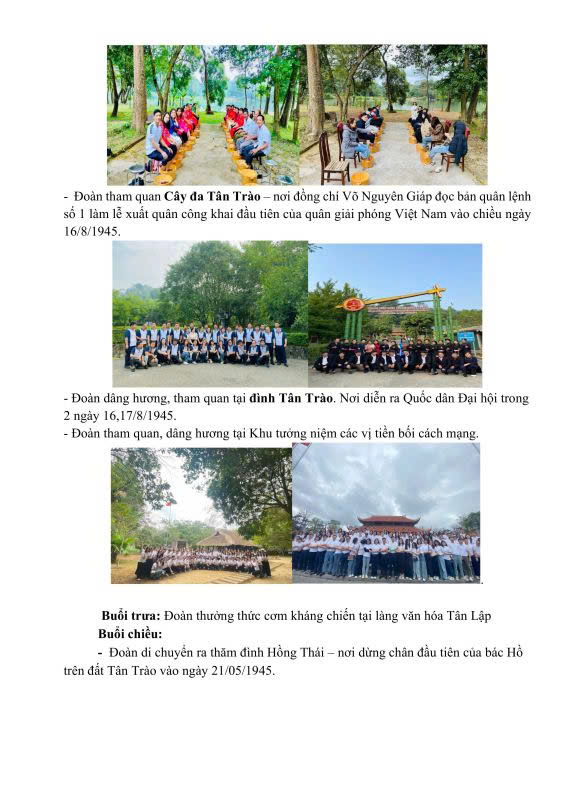 - Đoàn tham quan Cây đa Tân Trào – nơi đồng chí Võ Nguyên Giáp đọc bản quân lệnh
số 1 làm lễ xuất quân công khai đầu tiên của quân giải phóng Việt Nam vào chiều ngày
16/8/1945.
- Đoàn dâng hương, tham quan tại đình Tân Trào. Nơi diễn ra Quốc dân Đại hội trong
2 ngày 16,17/8/1945.
- Đoàn tham quan, dâng hương tại Khu tưởng niệm các vị tiền bối cách mạng.
.
Buổi trưa: Đoàn thưởng thức cơm kháng chiến tại làng văn hóa Tân Lập
Buổi chiều:
- Đoàn di chuyển ra thăm đình Hồng Thái – nơi dừng chân đầu tiên của bác Hồ
trên đất Tân Trào vào ngày 21/05/1945.